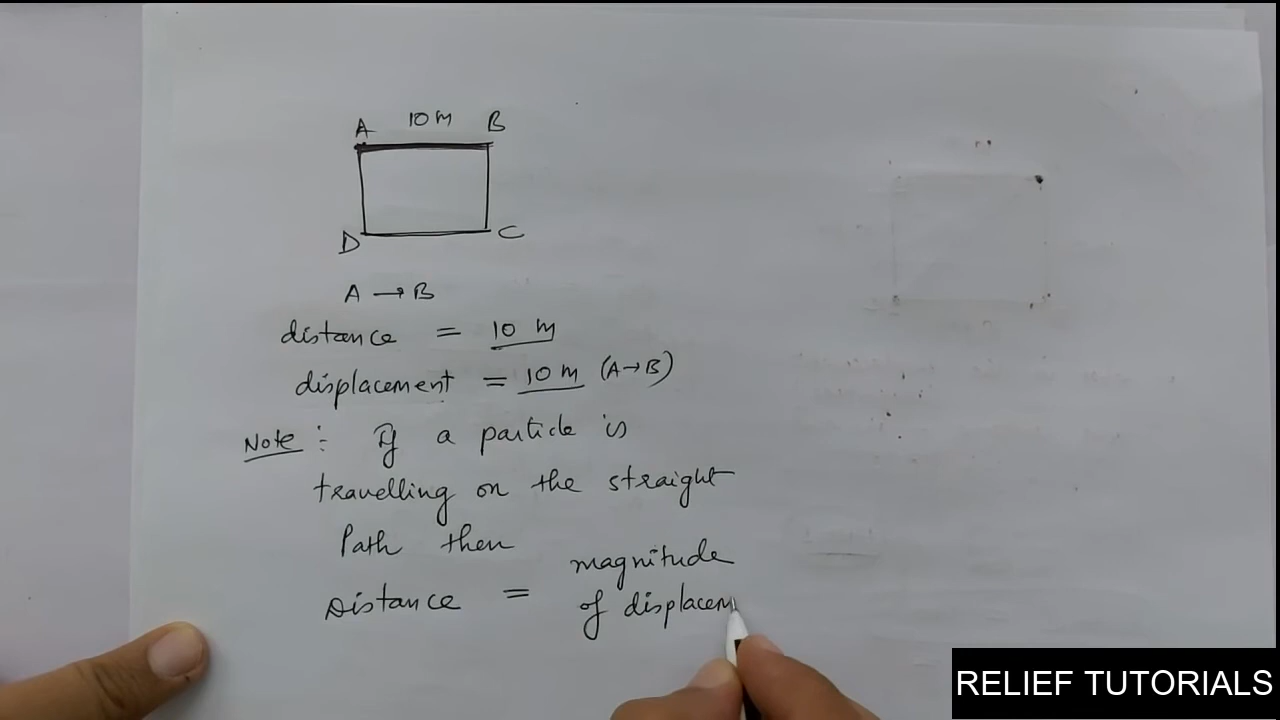 A 10 m B
D C
A → B
distance = 10 m
displacement = 10 m (A→B)
Note :- If a particle is
travelling on the straight
Path then
Distance = magnitude
of displacem
RELIEF TUTORIALS